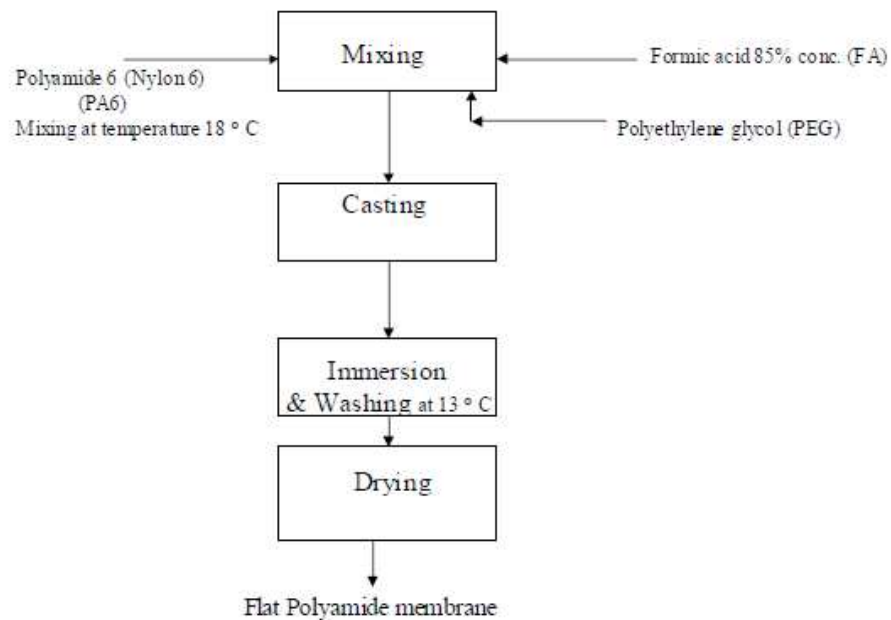 Mixing
Polyamide 6 (Nylon 6)
(PA6)
Mixing at temperature 18 ° C
Formic acid 85% conc. (FA)
Polyethylene glycol (PEG)
Casting
Immersion
& Washing at 13 ° C
Drying
Flat Polyamide membrane